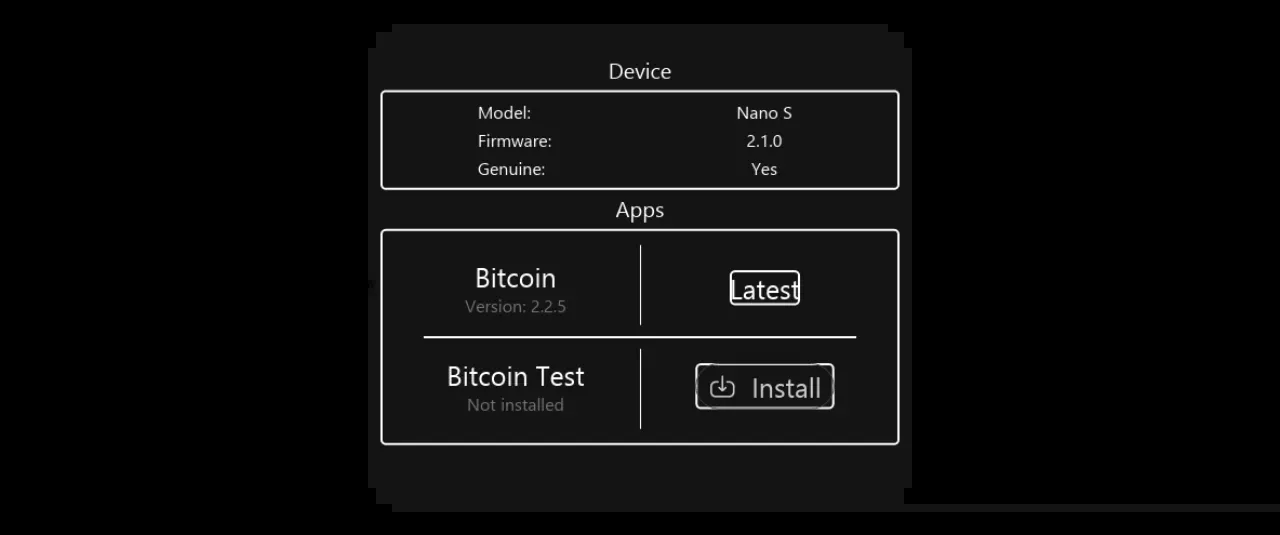 Device
Model: Nano S
Firmware: 2.1.0
Genuine: Yes
Apps
Bitcoin
Version: 2.2.5
Latest
Bitcoin Test
Not installed
Install